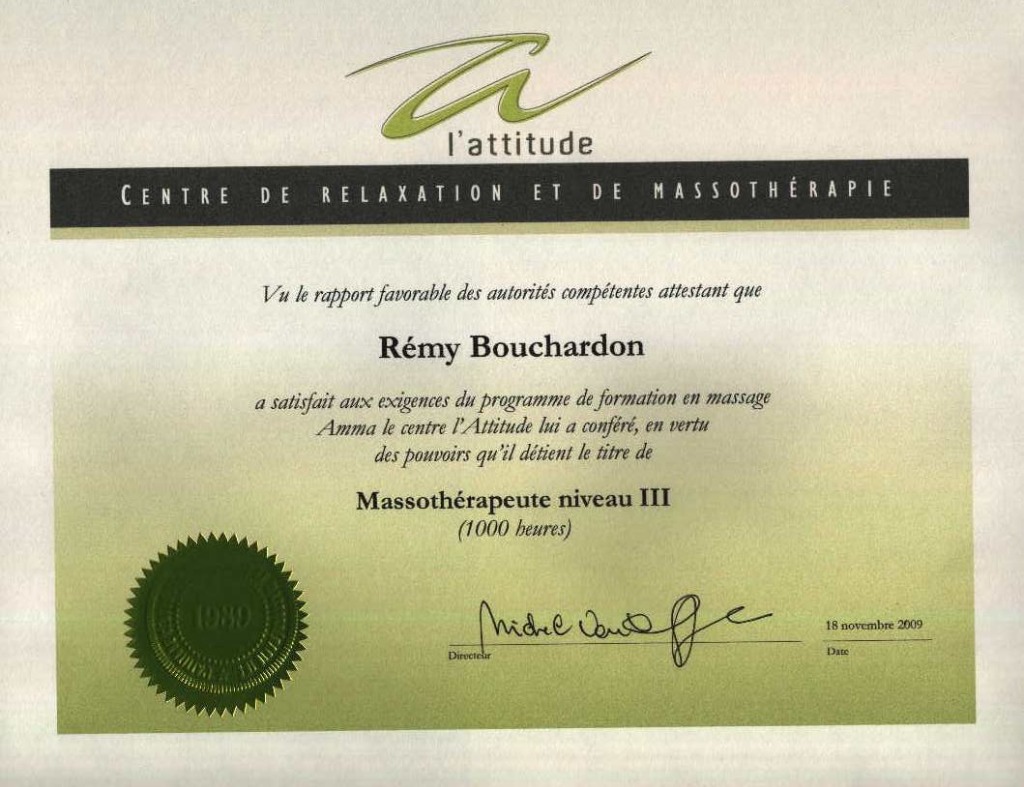 l'attitude
CENTRE DE RELAXATION ET DE MASSOTHÉRAPIE
Vu le rapport favorable des autorités compétentes attestant que
Rémy Bouchardon
a satisfait aux exigences du programme de formation en massage
Amma le centre l'Attitude lui a conféré, en vertu
des pouvoirs qu'il détient le titre de
Massothérapeute niveau III
(1000 heures)
1989
Michel
18 novembre 2009
Directeur
Date